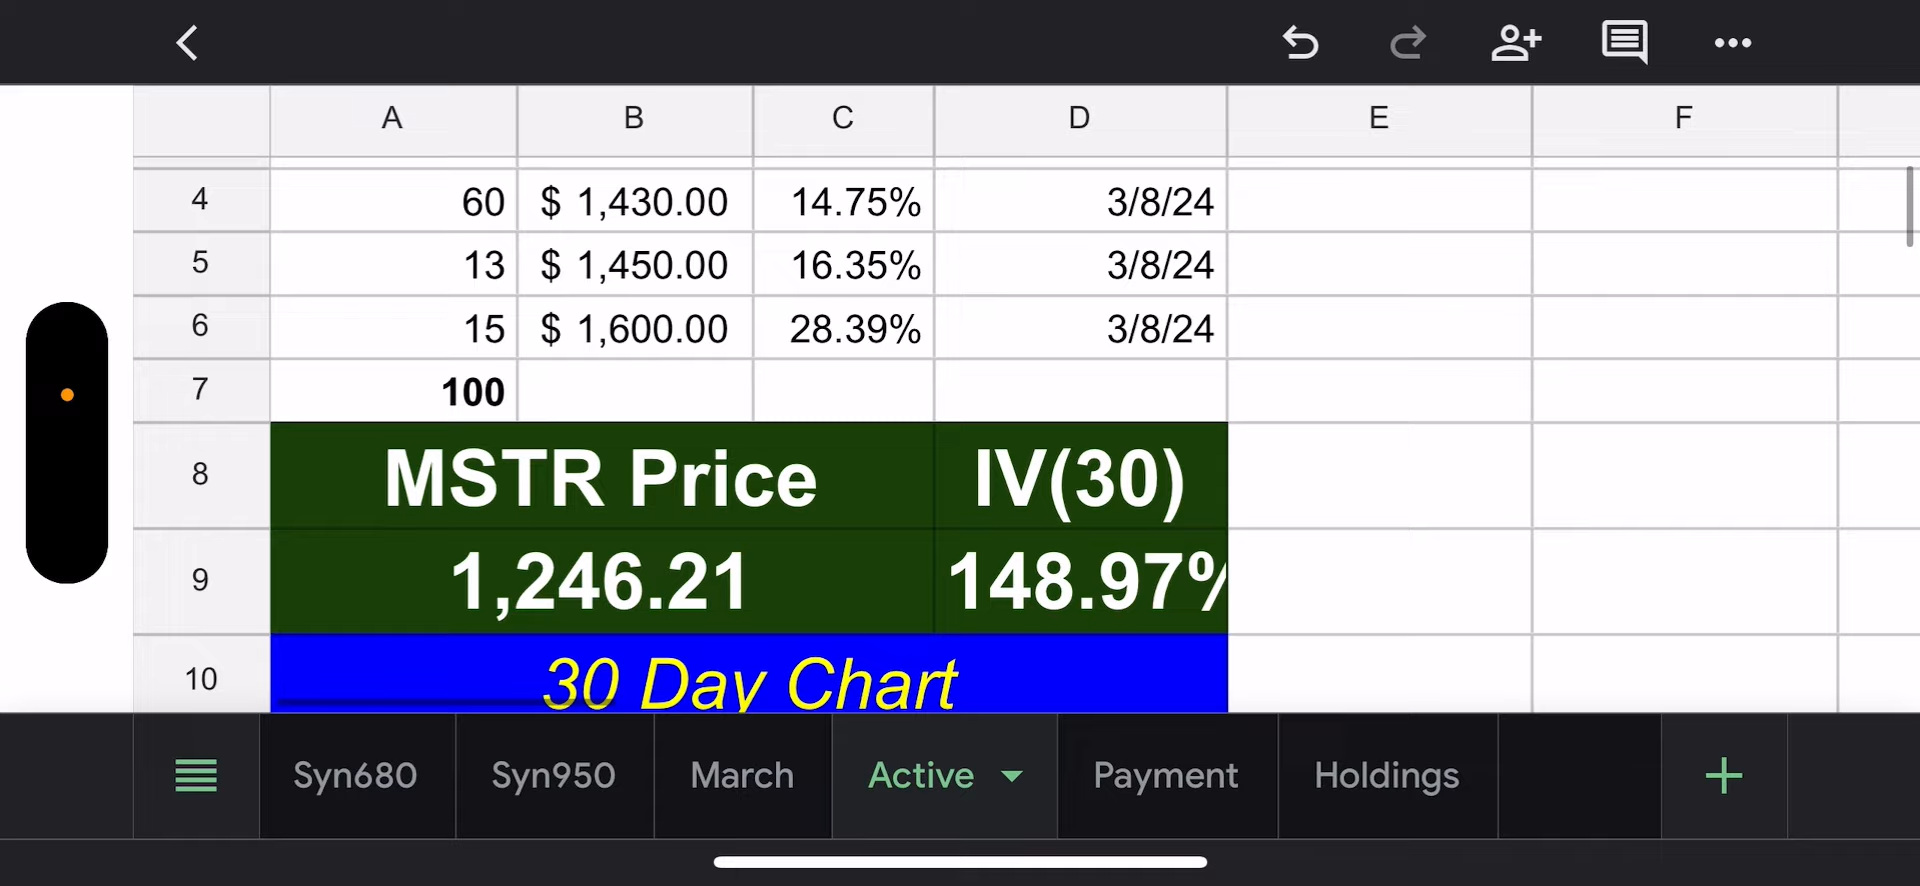 A B C D E F
4 60 $ 1,430.00 14.75% 3/8/24
5 13 $ 1,450.00 16.35% 3/8/24
6 15 $ 1,600.00 28.39% 3/8/24
7 100
8 MSTR Price IV(30)
9 1,246.21 148.97%
10 30 Day Chart
Syn680 Syn950 March Active Payment Holdings